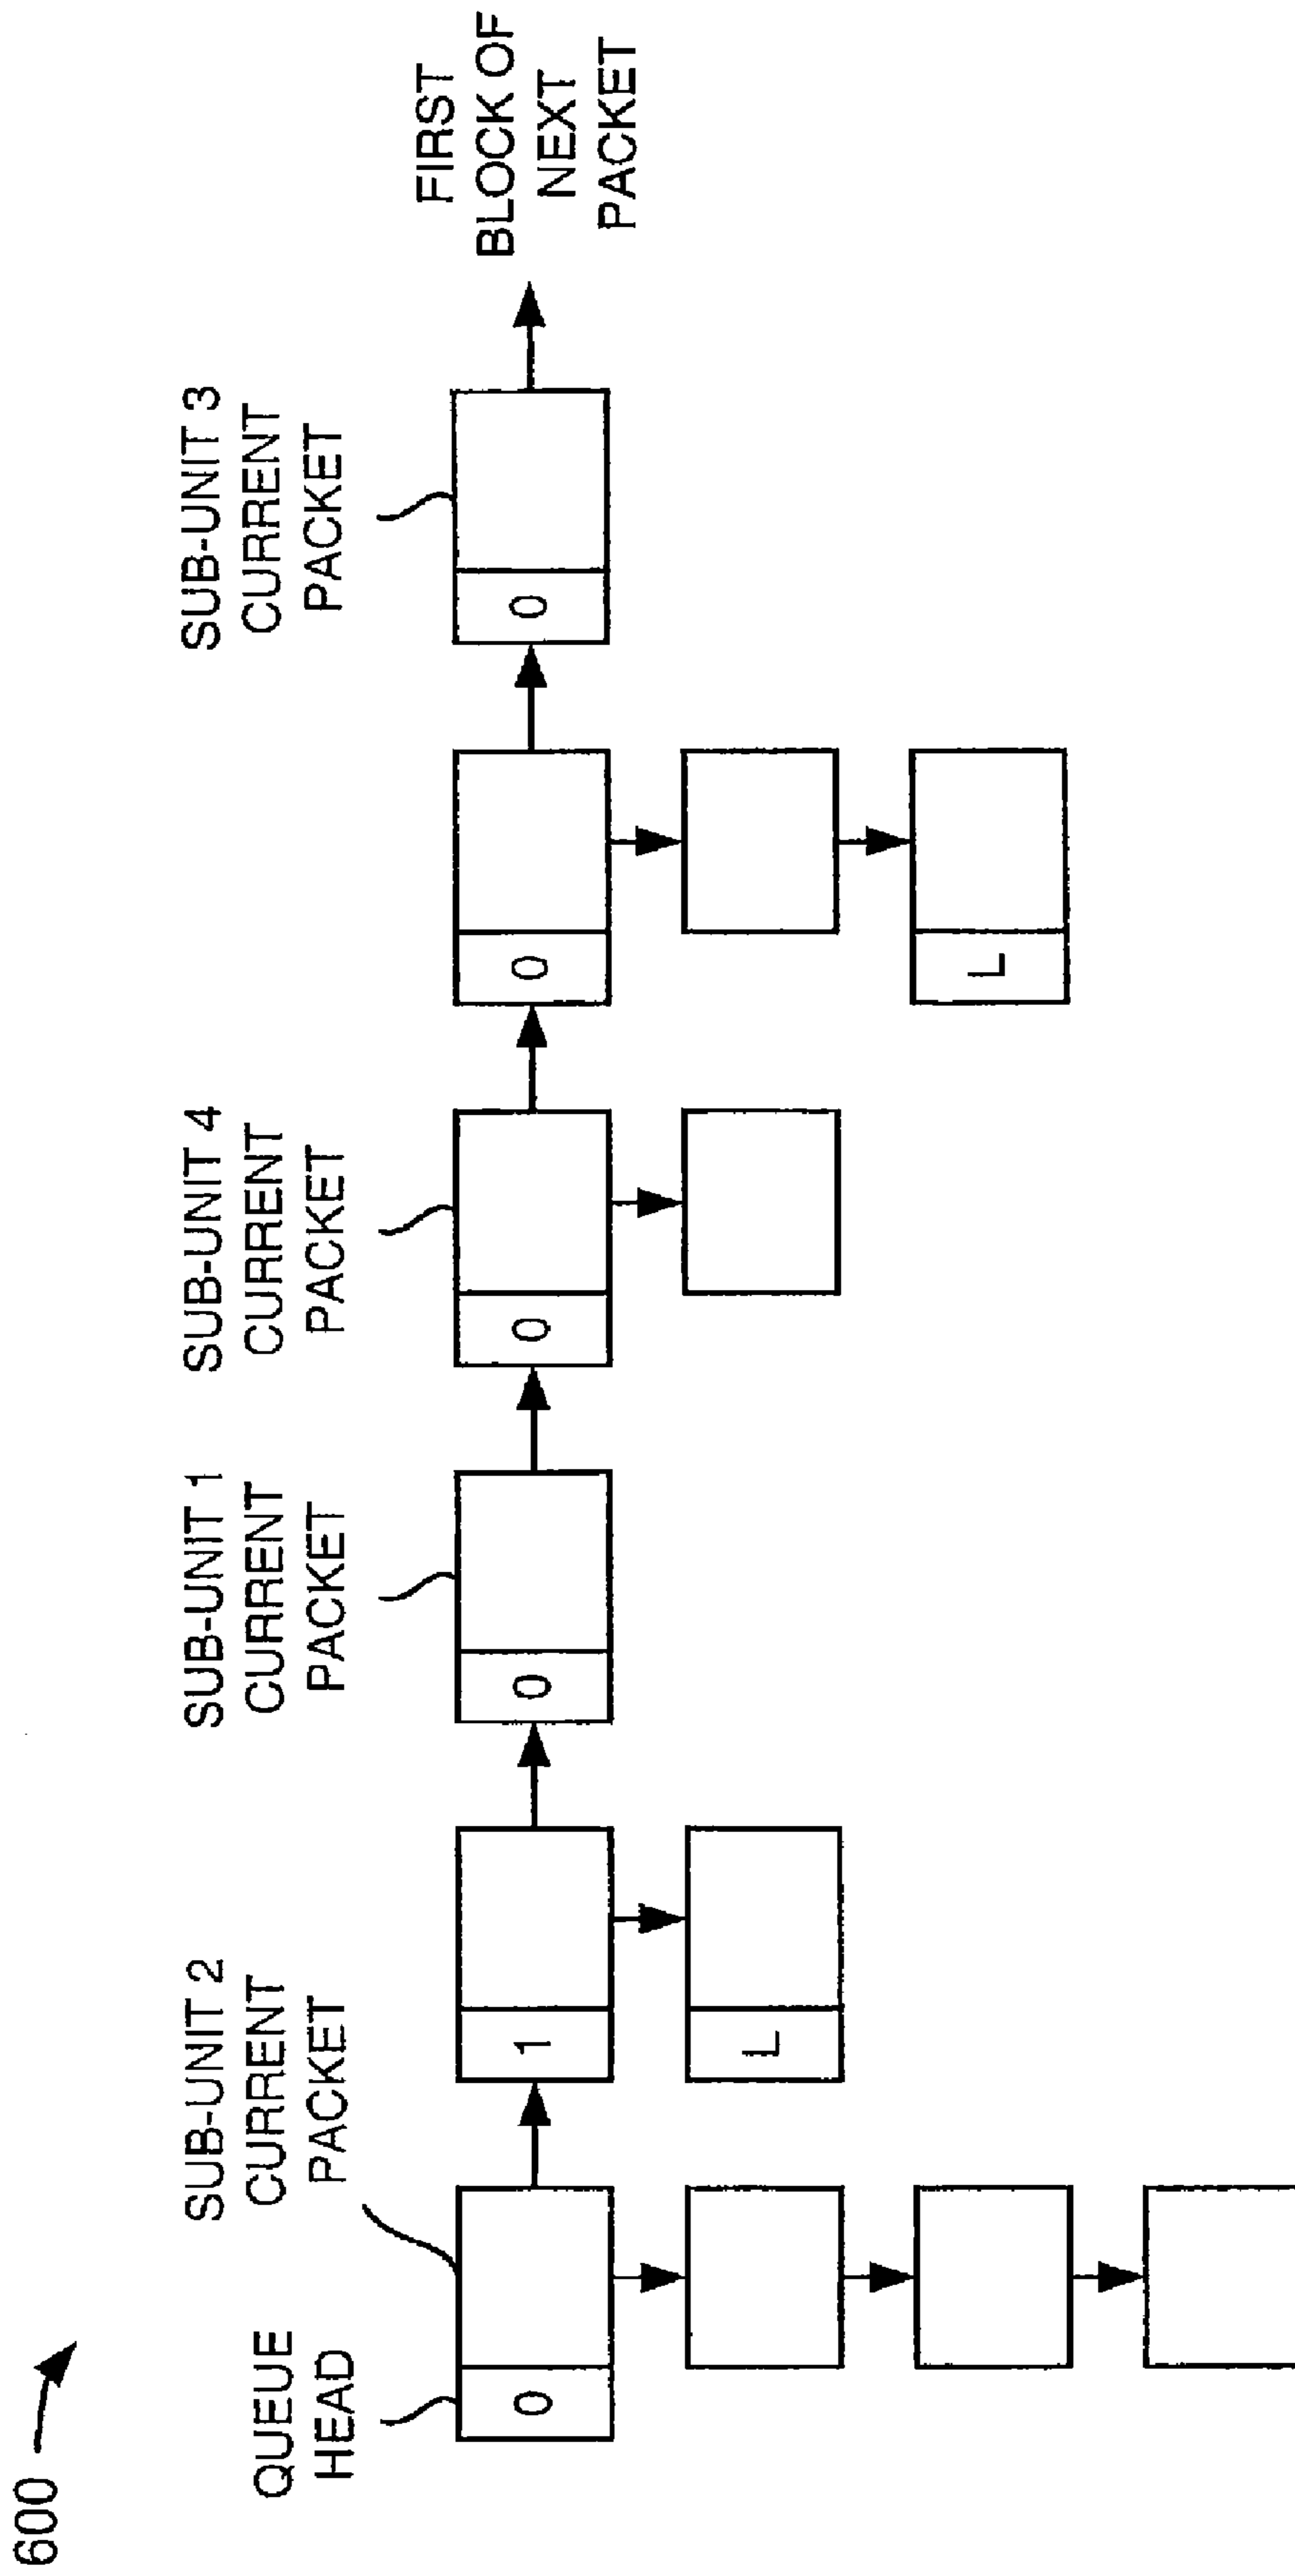 600
QUEUE
HEAD
SUB-UNIT 2
CURRENT
PACKET
SUB-UNIT 1
CURRENT
PACKET
SUB-UNIT 4
CURRENT
PACKET
SUB-UNIT 3
CURRENT
PACKET
FIRST
BLOCK OF
NEXT
PACKET
0
1
0
0
0
0
L
L